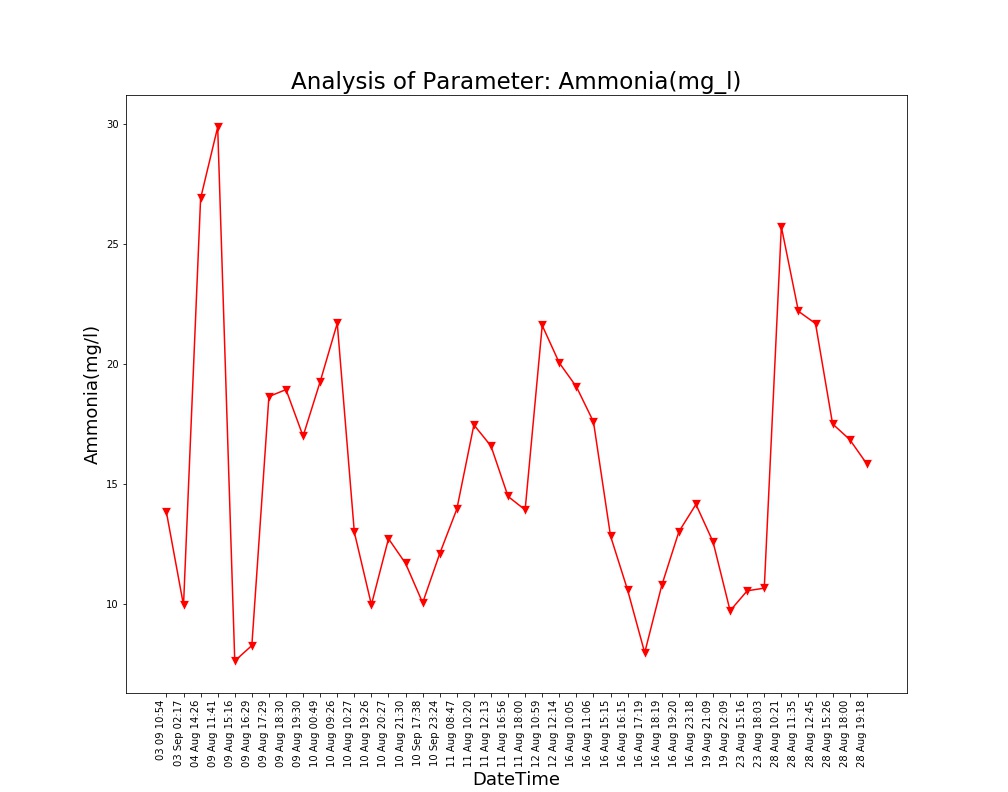 Analysis of Parameter: Ammonia(mg_l)
Ammonia(mg/l)
30
25
20
15
10
03 09 10:54
03 Sep 02:17
04 Aug 14:26
09 Aug 11:41
09 Aug 15:16
09 Aug 16:29
09 Aug 17:29
09 Aug 18:30
09 Aug 19:30
10 Aug 00:49
10 Aug 09:26
10 Aug 10:27
10 Aug 19:26
10 Aug 20:27
10 Aug 21:30
10 Sep 17:38
10 Sep 23:24
11 Aug 08:47
11 Aug 10:20
11 Aug 12:13
11 Aug 16:56
11 Aug 18:00
12 Aug 10:59
12 Aug 12:14
16 Aug 10:05
16 Aug 11:06
16 Aug 15:15
16 Aug 16:15
16 Aug 17:19
16 Aug 18:19
16 Aug 19:20
16 Aug 23:18
19 Aug 21:09
19 Aug 22:09
23 Aug 15:16
23 Aug 18:03
28 Aug 10:21
28 Aug 11:35
28 Aug 12:45
28 Aug 15:26
28 Aug 18:00
28 Aug 19:18
DateTime